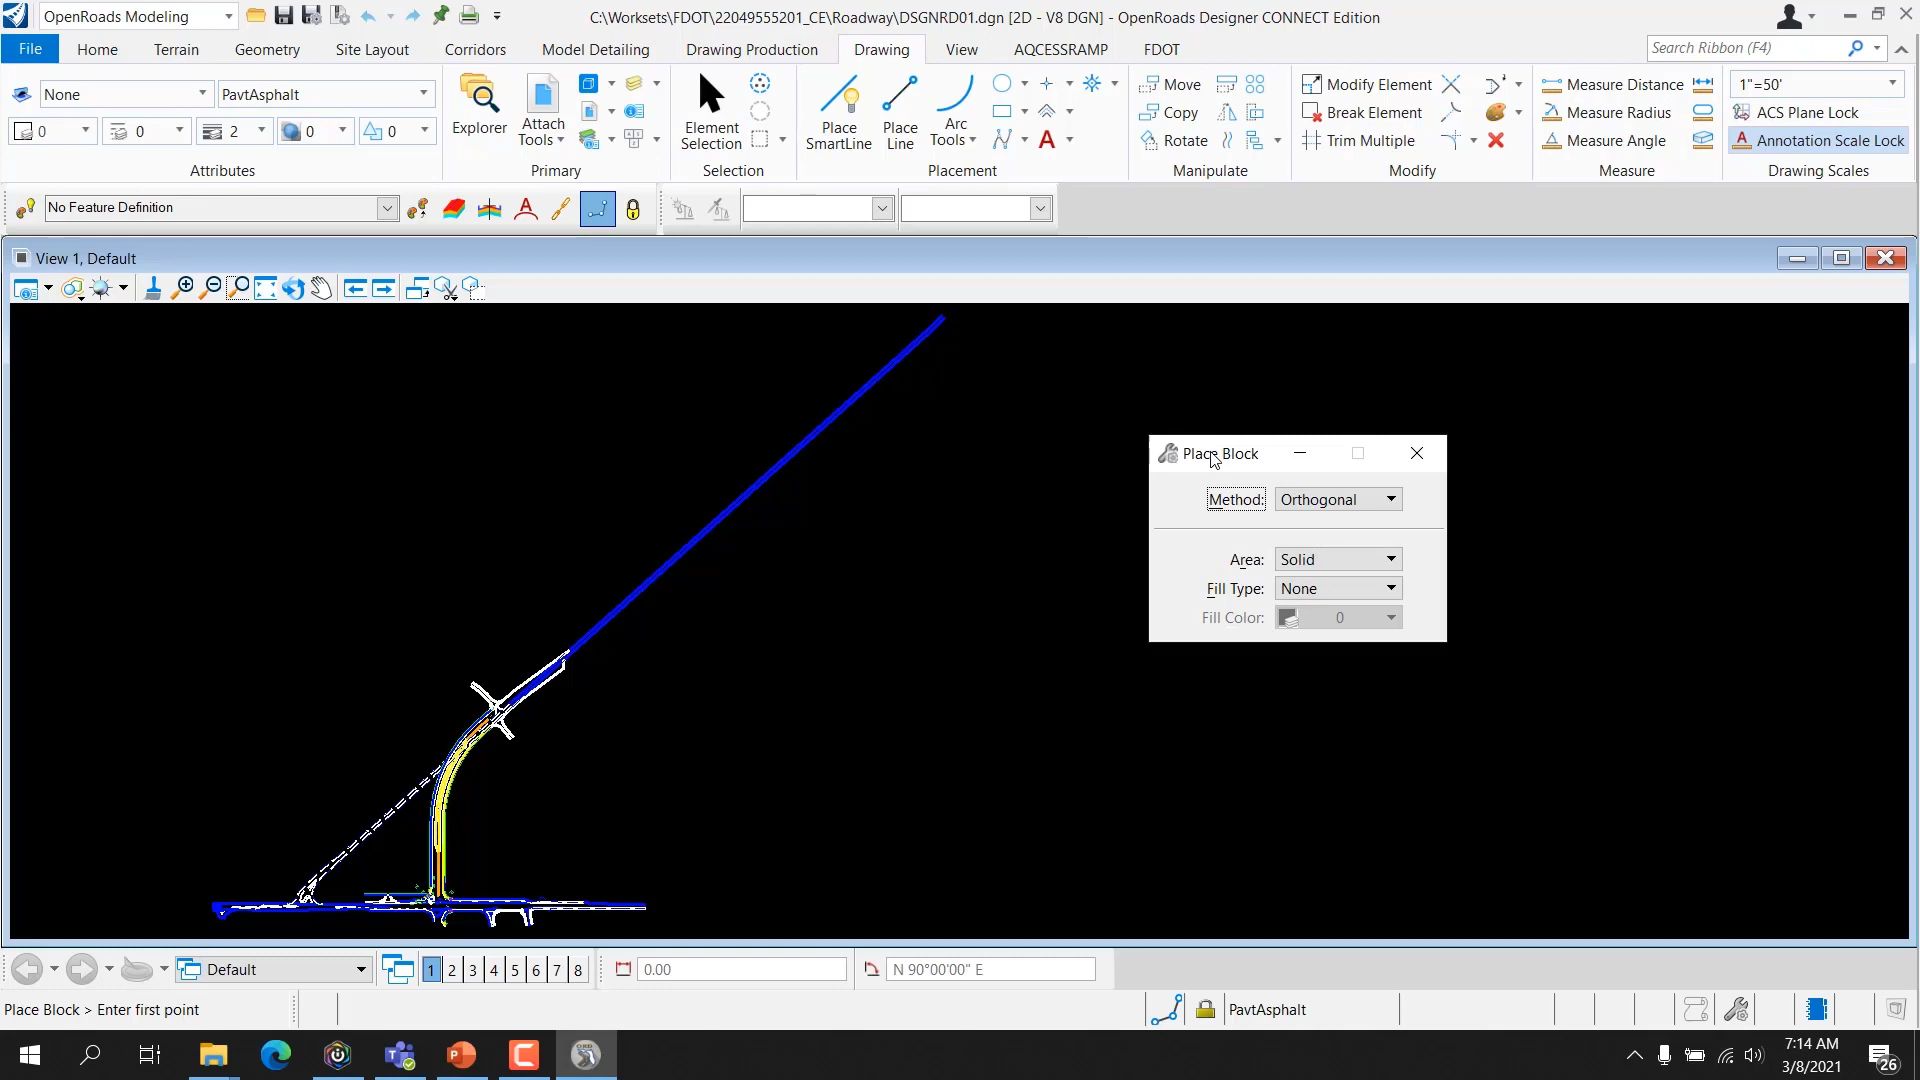 OpenRoads Modeling
C:\Worksets\FDOT\22049555201_CE\Roadway\DSGNRD01.dgn [2D - V8 DGN] - OpenRoads Designer CONNECT Edition
File Home Terrain Geometry Site Layout Corridors Model Detailing Drawing Production Drawing View AQCESSRAMP FDOT
Search Ribbon (F4)
None PavtAsphalt
0 0 2 0 0
Attributes
Explorer
Attach Tools
Primary
Element Selection
Selection
Place SmartLine
Place Line
Arc Tools
Placement
Move
Copy
Rotate
Manipulate
Modify Element
Break Element
Trim Multiple
Modify
Measure Distance
Measure Radius
Measure Angle
Measure
1"=50'
ACS Plane Lock
Annotation Scale Lock
Drawing Scales
No Feature Definition
View 1, Default
Place Block
Method: Orthogonal
Area: Solid
Fill Type: None
Fill Color: 0
Default
1 2 3 4 5 6 7 8
0.00
N 90°00'00" E
Place Block > Enter first point
PavtAsphalt
7:14 AM
3/8/2021
26